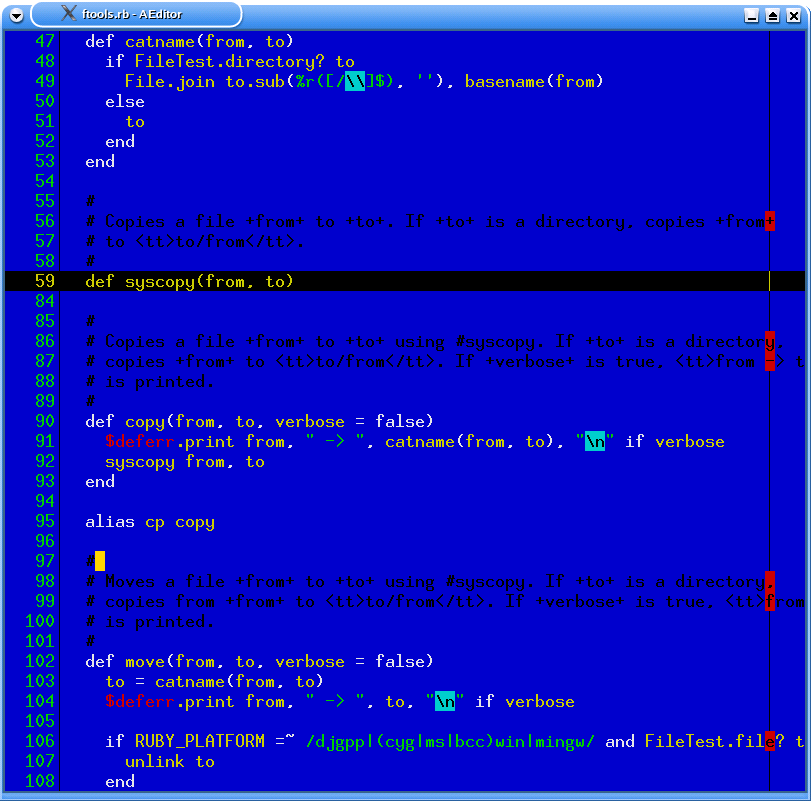 ftools.rb - AEditor
47   def catname(from, to)
48     if FileTest.directory? to
49       File.join to.sub(%r([/\\]$), ''), basename(from)
50     else
51       to
52     end
53   end
54
55   #
56   # Copies a file +from+ to +to+. If +to+ is a directory, copies +from+
57   # to <tt>to/from</tt>.
58   #
59   def syscopy(from, to)
84
85   #
86   # Copies a file +from+ to +to+ using #syscopy. If +to+ is a directory,
87   # copies +from+ to <tt>to/from</tt>. If +verbose+ is true, <tt>from -> t
88   # is printed.
89   #
90   def copy(from, to, verbose = false)
91     $deferr.print from, " -> ", catname(from, to), "\n" if verbose
92     syscopy from, to
93   end
94
95   alias cp copy
96
97   #
98   # Moves a file +from+ to +to+ using #syscopy. If +to+ is a directory,
99   # copies from +from+ to <tt>to/from</tt>. If +verbose+ is true, <tt>from
100   # is printed.
101   #
102   def move(from, to, verbose = false)
103     to = catname(from, to)
104     $deferr.print from, " -> ", to, "\n" if verbose
105
106     if RUBY_PLATFORM =~ /djgpp|(cyg|ms|bcc)win|mingw/ and FileTest.file? t
107       unlink to
108     end